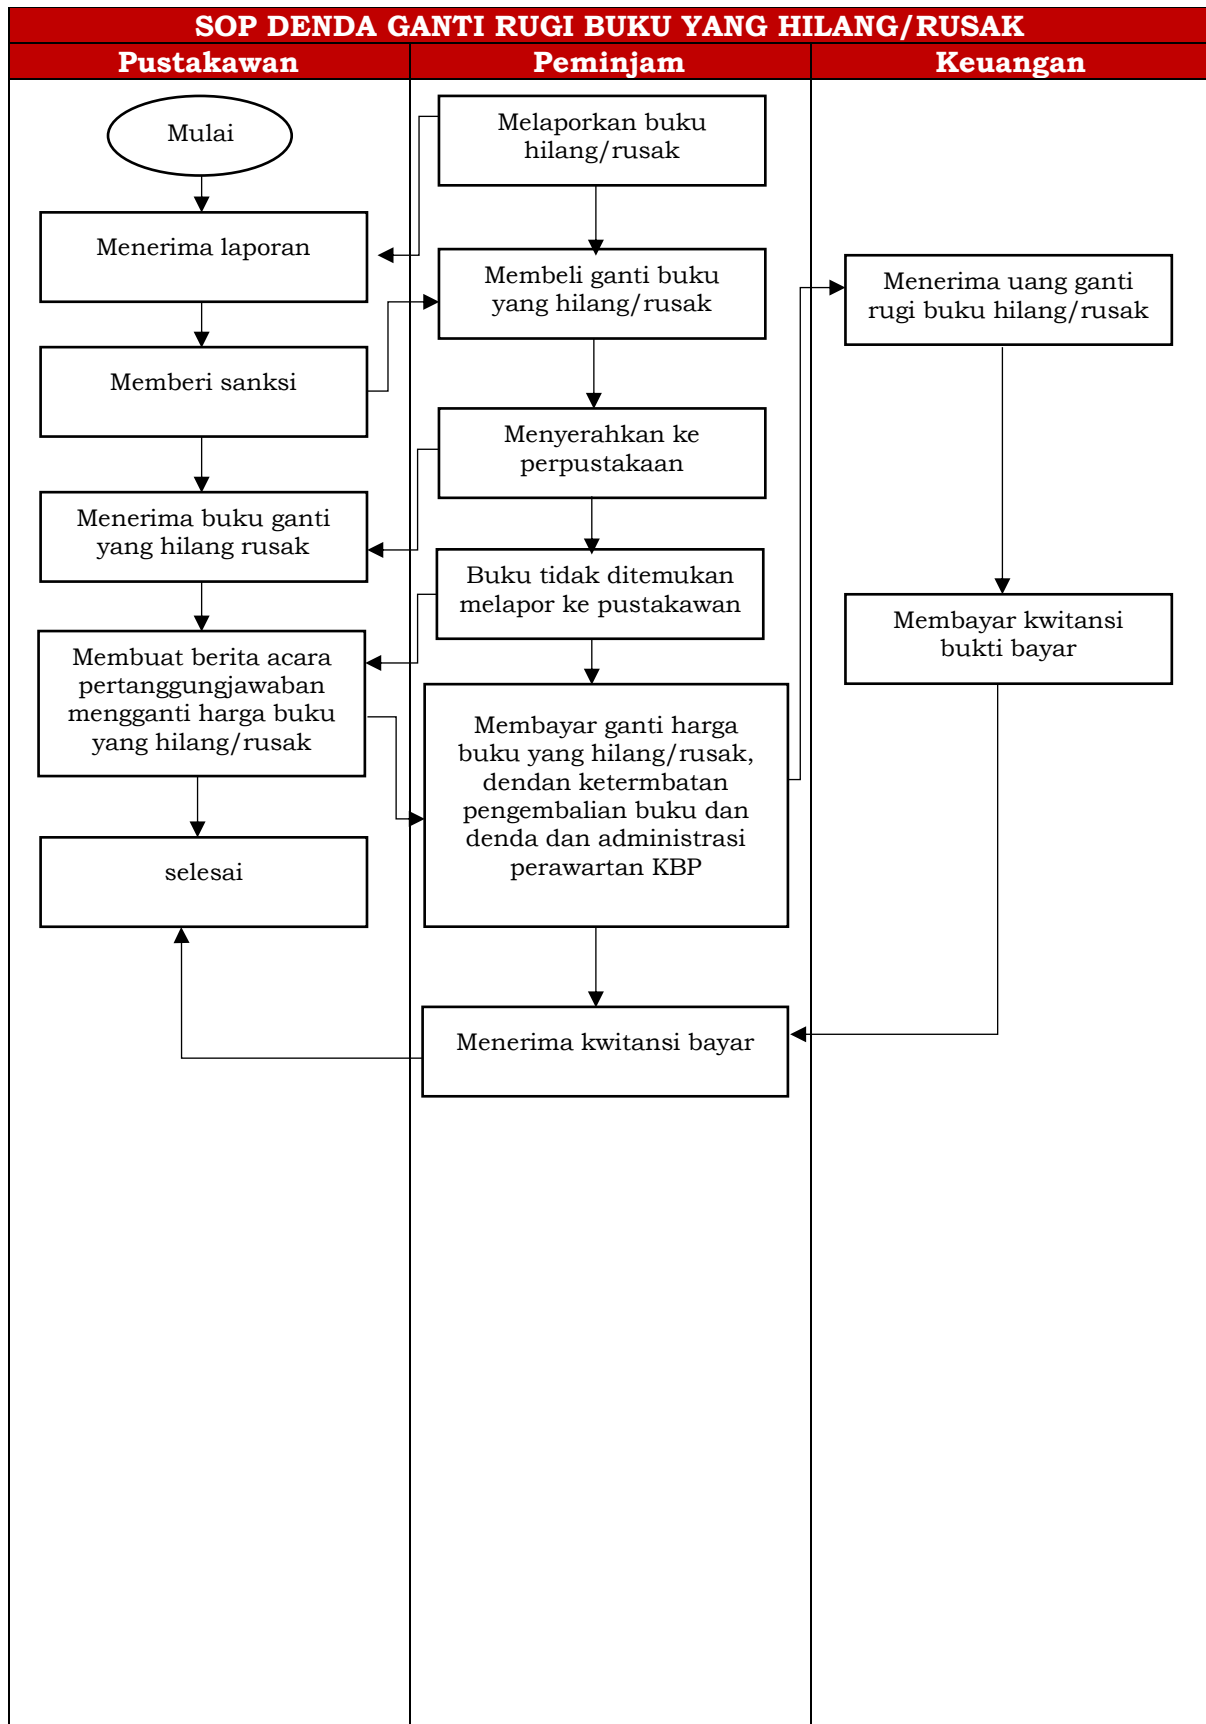 SOP DENDA GANTI RUGI BUKU YANG HILANG/RUSAK
Pustakawan
Peminjam
Keuangan
Mulai
Menerima laporan
Memberi sanksi
Menerima buku ganti
yang hilang rusak
Membuat berita acara
pertanggungjawaban
mengganti harga buku
yang hilang/rusak
selesai
Melaporkan buku
hilang/rusak
Membeli ganti buku
yang hilang/rusak
Menyerahkan ke
perpustakaan
Buku tidak ditemukan
melapor ke pustakawan
Membayar ganti harga
buku yang hilang/rusak,
dendan ketermbatan
pengembalian buku dan
denda dan administrasi
perawartan KBP
Menerima kwitansi bayar
Menerima uang ganti
rugi buku hilang/rusak
Membayar kwitansi
bukti bayar